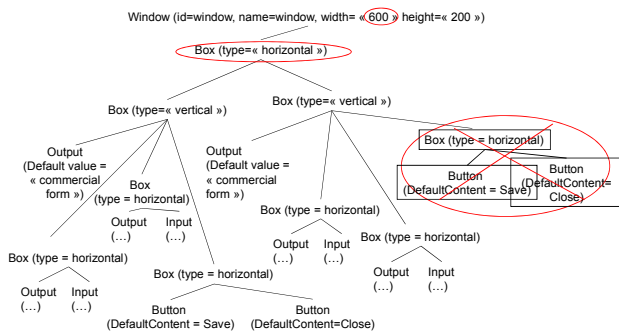 Window (id=window, name=window, width= « 600 » height=« 200 »)
Box (type=« horizontal »)
Box (type=« vertical »)
Box (type=« vertical »)
Box (type = horizontal)
Button
(DefaultContent = Save)
Button
(DefaultContent=
Close)
Output
(Default value =
« commercial
form »)
Output
(Default value =
« commercial
form »)
Box
(type = horizontal)
Output
(...)
Input
(...)
Box (type = horizontal)
Output
(...)
Input
(...)
Box (type = horizontal)
Output
(...)
Input
(...)
Box (type = horizontal)
Output
(...)
Input
(...)
Box (type = horizontal)
Button
(DefaultContent = Save)
Button
(DefaultContent=Close)